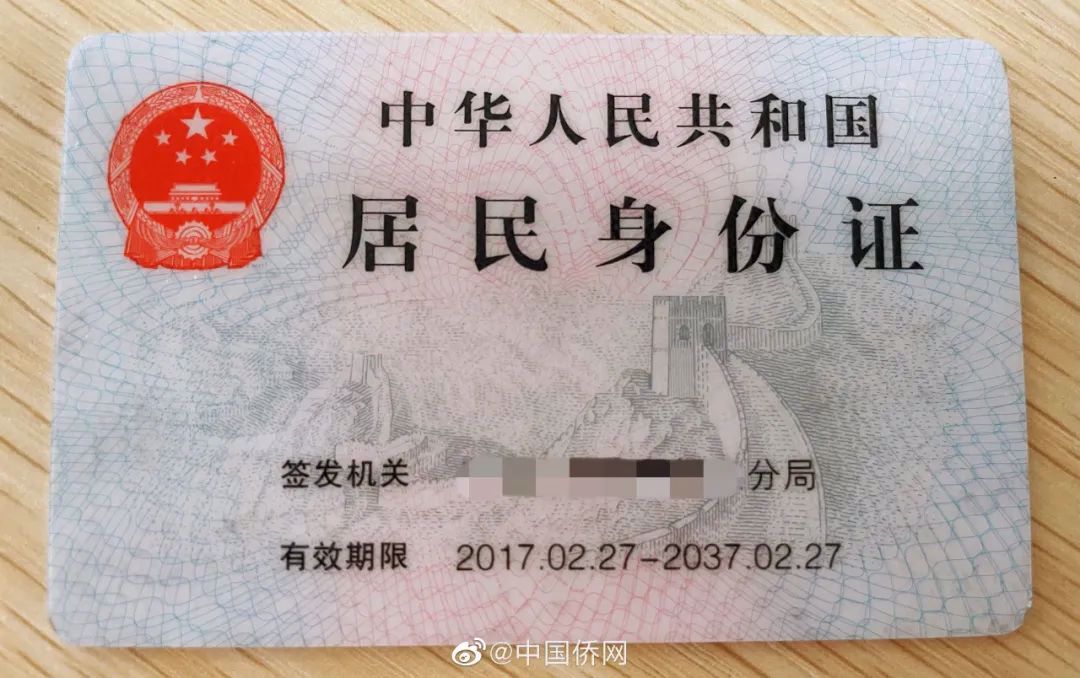 中华人民共和国
居民身份证
签发机关 分局
有效期限 2017.02.27-2037.02.27
@中国侨网